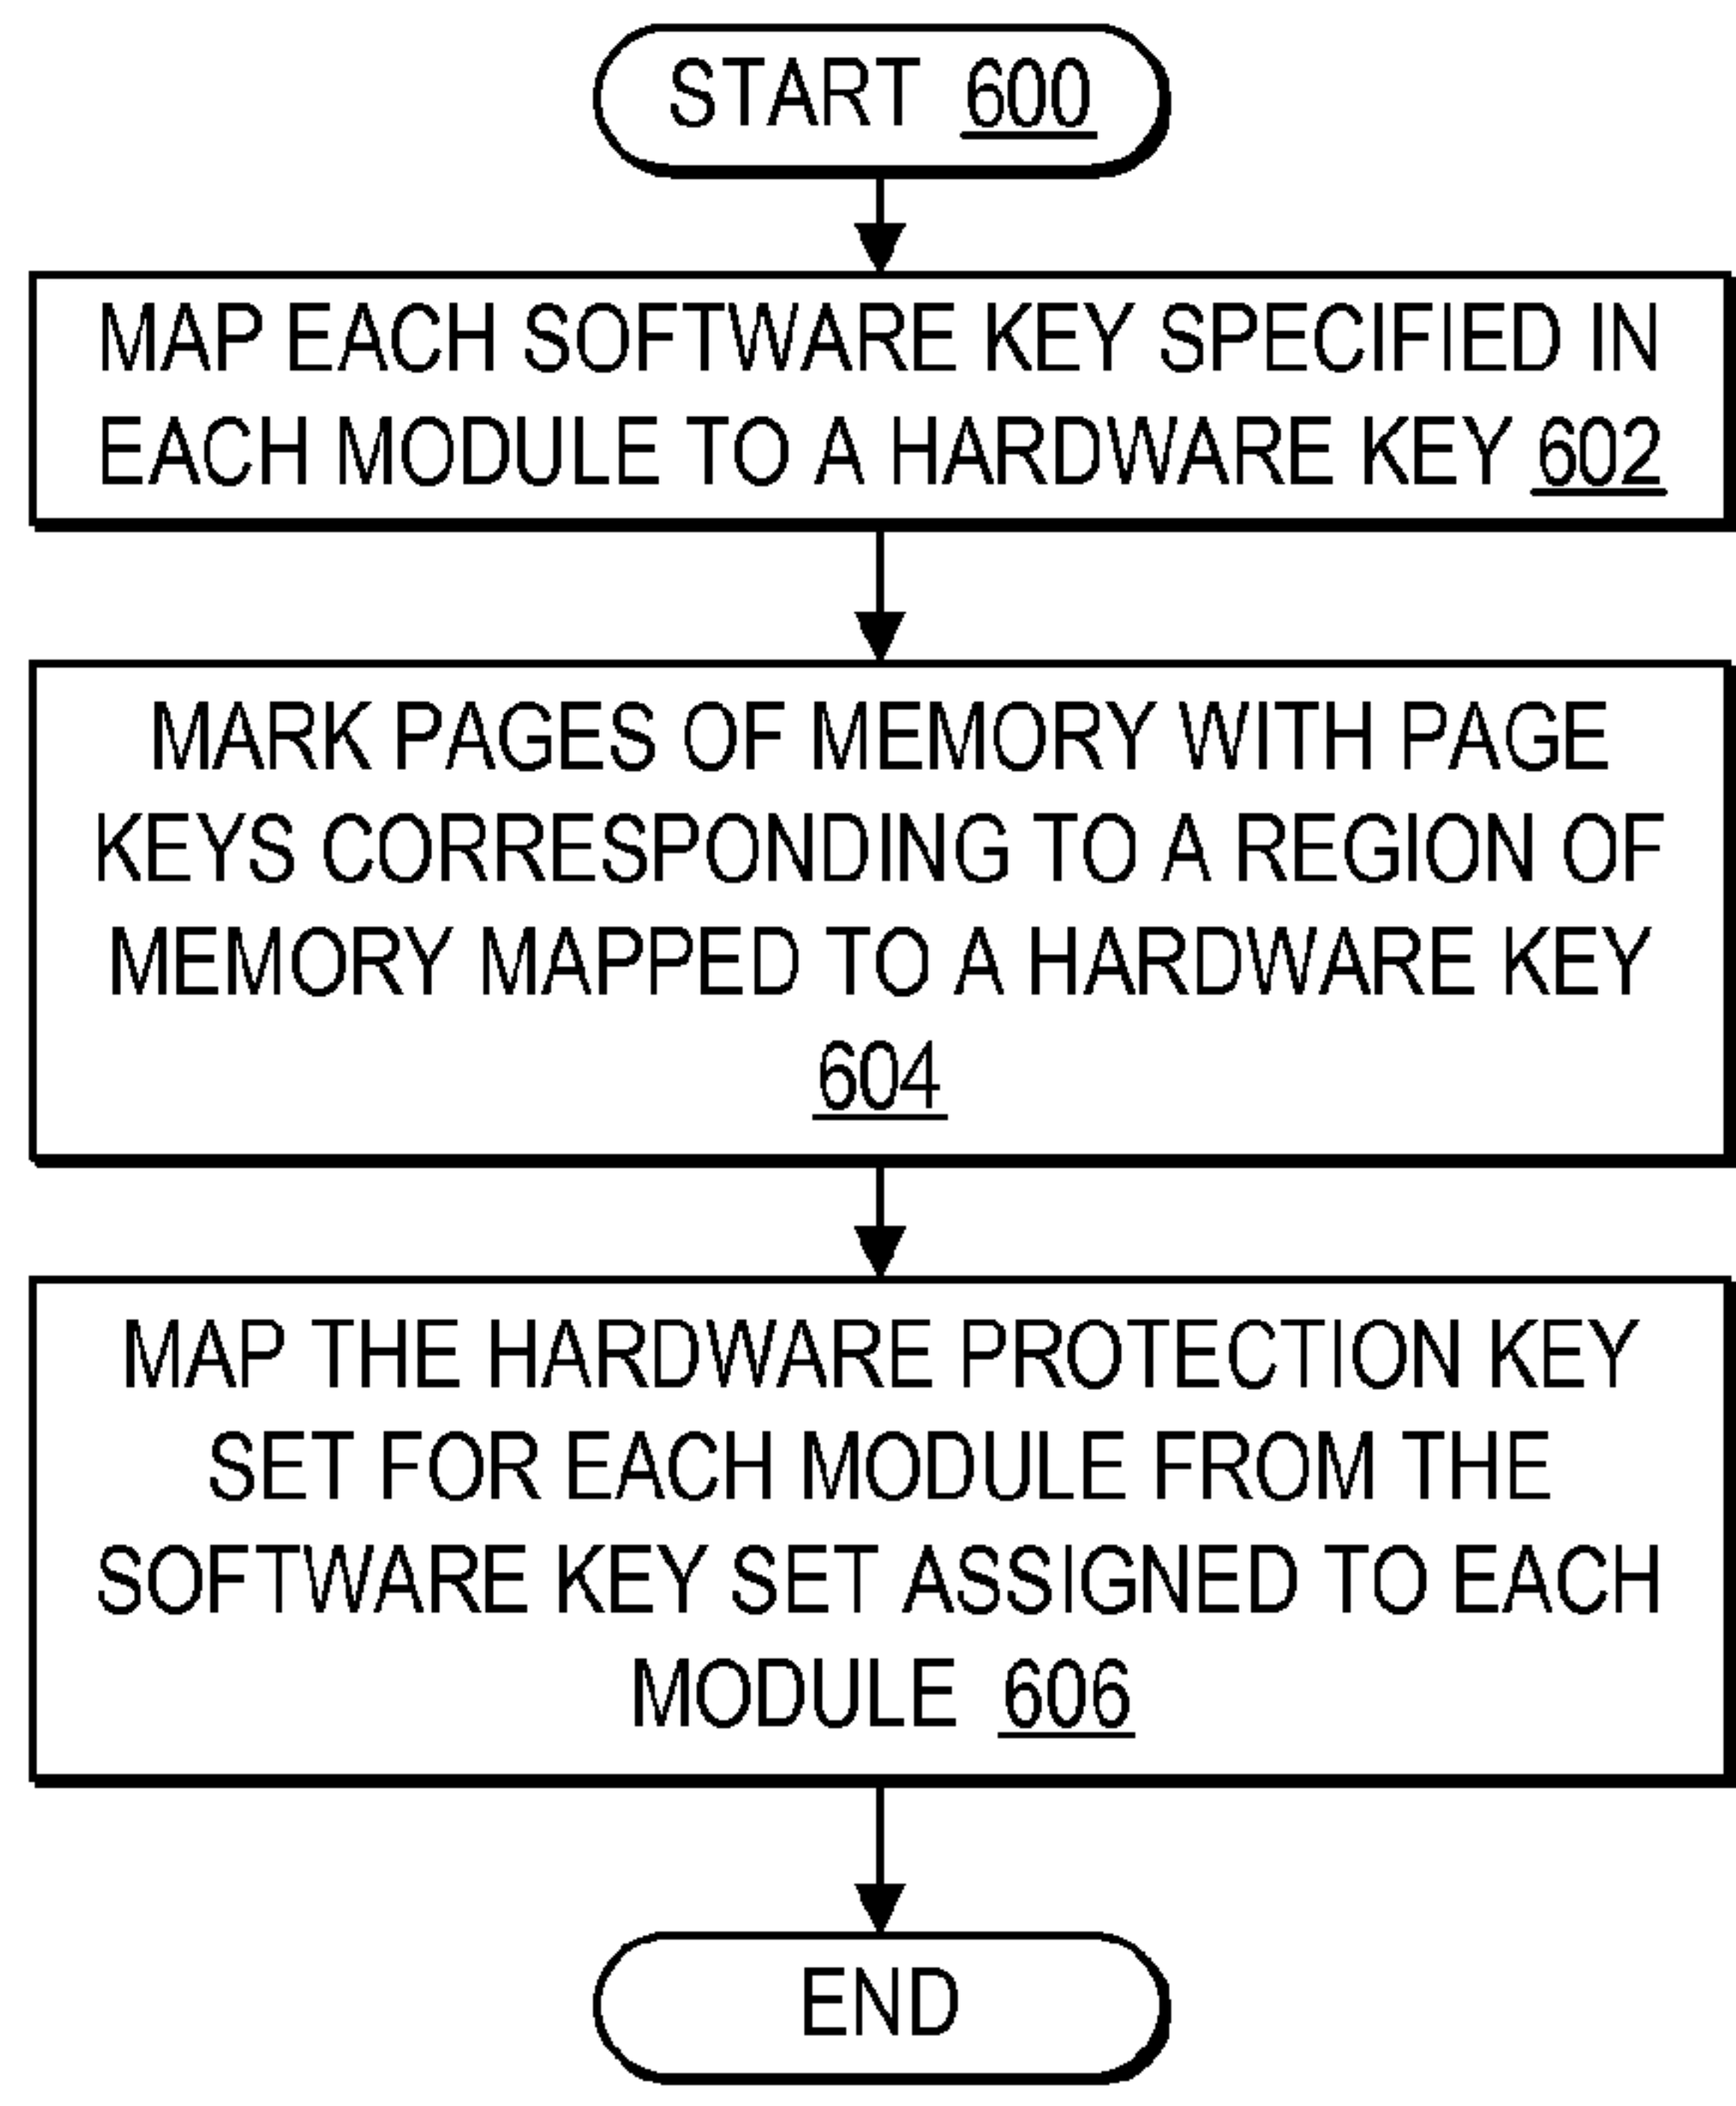 START 600
MAP EACH SOFTWARE KEY SPECIFIED IN
EACH MODULE TO A HARDWARE KEY 602
MARK PAGES OF MEMORY WITH PAGE
KEYS CORRESPONDING TO A REGION OF
MEMORY MAPPED TO A HARDWARE KEY
604
MAP THE HARDWARE PROTECTION KEY
SET FOR EACH MODULE FROM THE
SOFTWARE KEY SET ASSIGNED TO EACH
MODULE 606
END